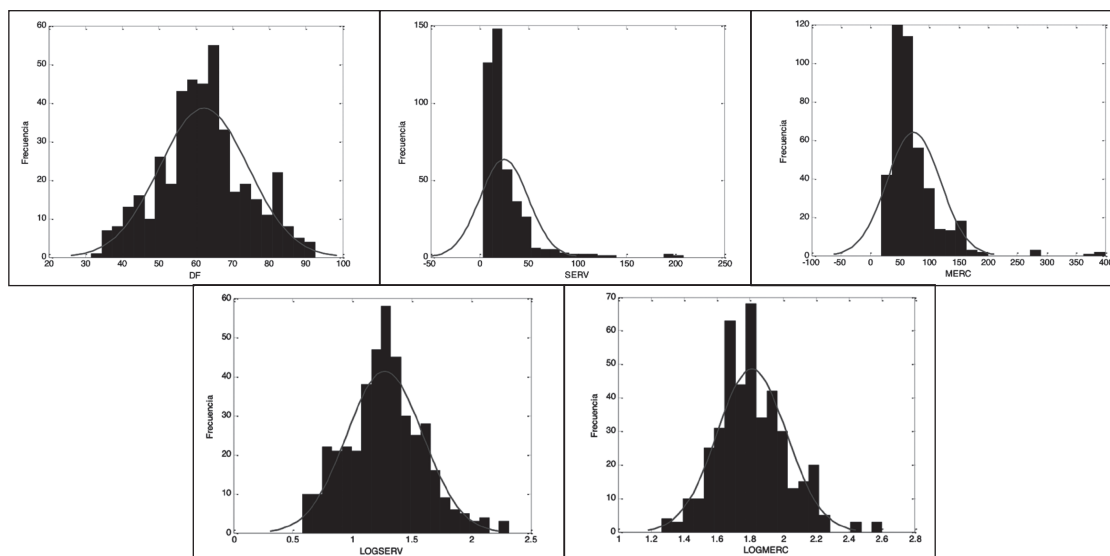 60
50
40
30
20
10
0
Frecuencia
20 30 40 50 60 70 80 90 100
DF
150
100
50
0
Frecuencia
-50 0 50 100 150 200 250
SERV
120
100
80
60
40
20
0
Frecuencia
-100 -50 0 50 100 150 200 250 300 350 400
MERC
60
50
40
30
20
10
0
Frecuencia
0 0.5 1 1.5 2 2.5
LOGSERV
70
60
50
40
30
20
10
0
Frecuencia
1 1.2 1.4 1.6 1.8 2 2.2 2.4 2.6 2.8
LOGMERC